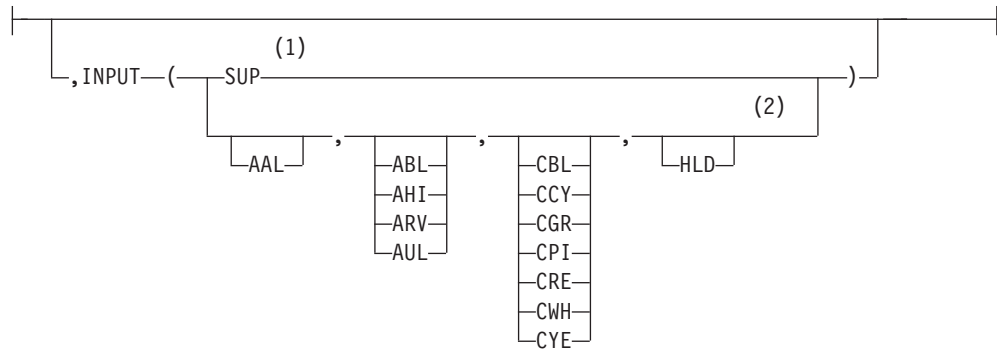 (1)
,INPUT ( SUP )
(2)
AAL , ABL , CBL , HLD
AHI CCY
ARV CGR
AUL CPI
CRE
CWH
CYE